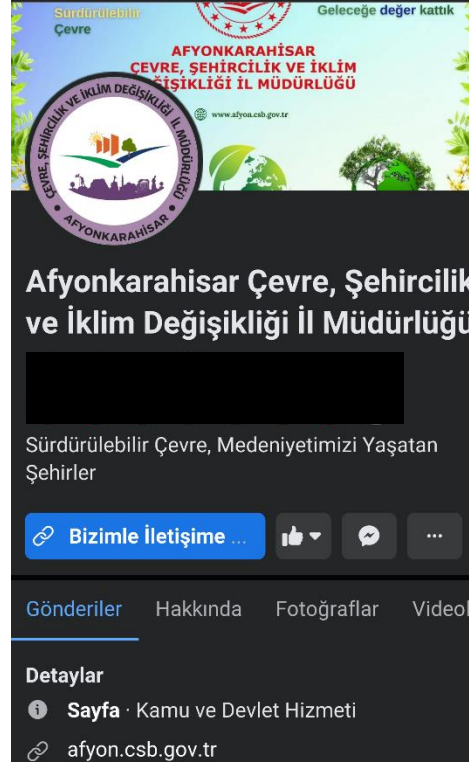 Sürdürülebilir
Çevre
Geleceğe değer kattık
AFYONKARAHİSAR
ÇEVRE, ŞEHİRCİLİK VE İKLİM
DEĞİŞİKLİĞİ İL MÜDÜRLÜĞÜ
www.afyon.csb.gov.tr
ÇEVRE, ŞEHİRCİLİK VE İKLİM DEĞİŞİKLİĞİ İL MÜDÜRLÜĞÜ
AFYONKARAHİSAR
Afyonkarahisar Çevre, Şehircilik
ve İklim Değişikliği İl Müdürlüğü
Sürdürülebilir Çevre, Medeniyetimizi Yaşatan
Şehirler
Bizimle İletişime ...
Gönderiler Hakkında Fotoğraflar Videol
Detaylar
Sayfa · Kamu ve Devlet Hizmeti
afyon.csb.gov.tr